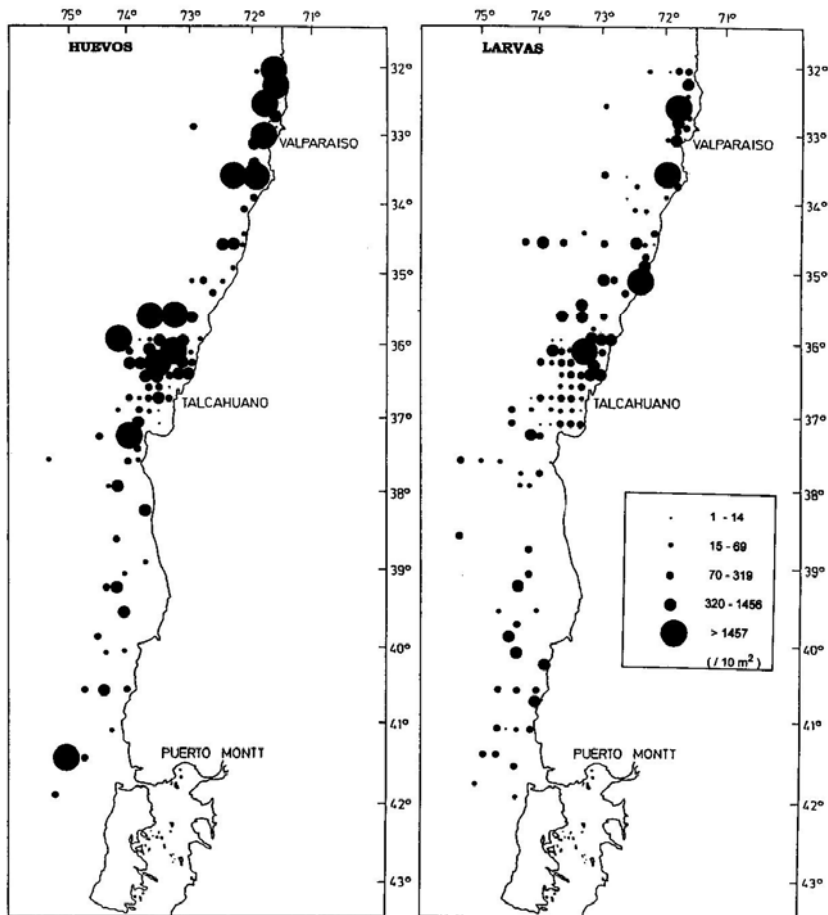 75° 74° 73° 72° 71°
HUEVOS
32°
33°
VALPARAISO
34°
35°
36°
TALCAHUANO
37°
38°
39°
40°
41°
PUERTO MONTT
42°
43°
75° 74° 73° 72° 71°
LARVAS
32°
33°
VALPARAISO
34°
35°
36°
TALCAHUANO
37°
38°
39°
40°
41°
PUERTO MONTT
42°
43°
1 - 14
15 - 69
70 - 319
320 - 1456
> 1457
( / 10 m²)